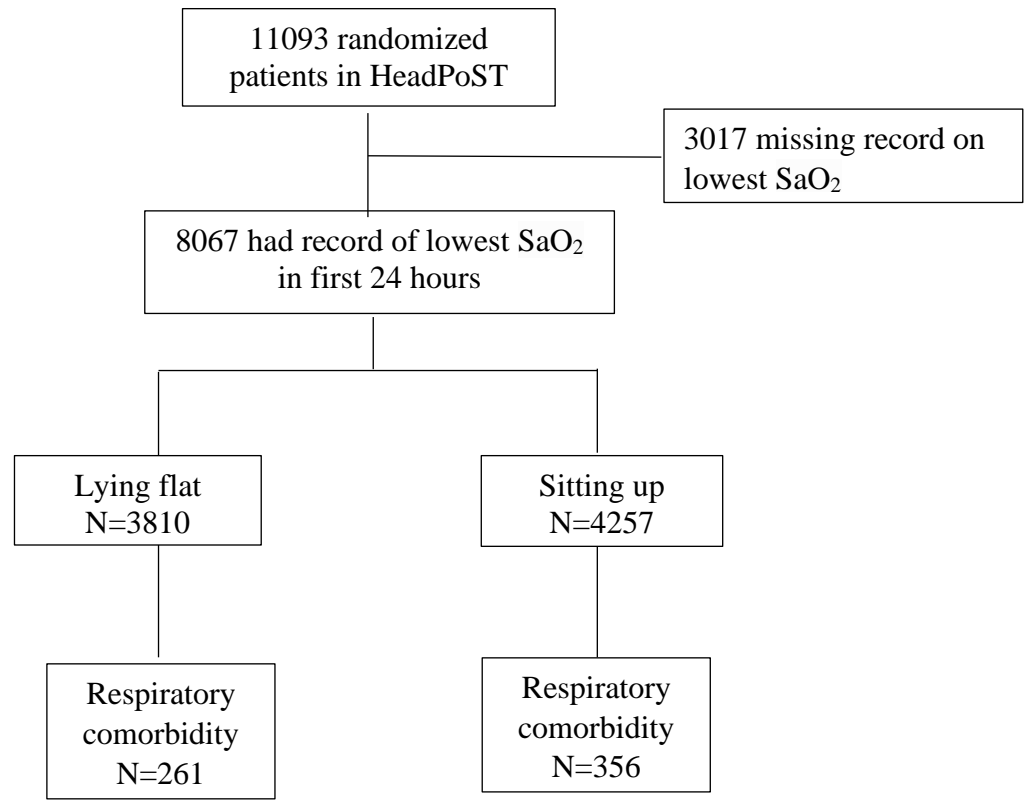 11093 randomized
patients in HeadPoST
3017 missing record on
lowest SaO₂
8067 had record of lowest SaO₂
in first 24 hours
Lying flat
N=3810
Sitting up
N=4257
Respiratory
comorbidity
N=261
Respiratory
comorbidity
N=356